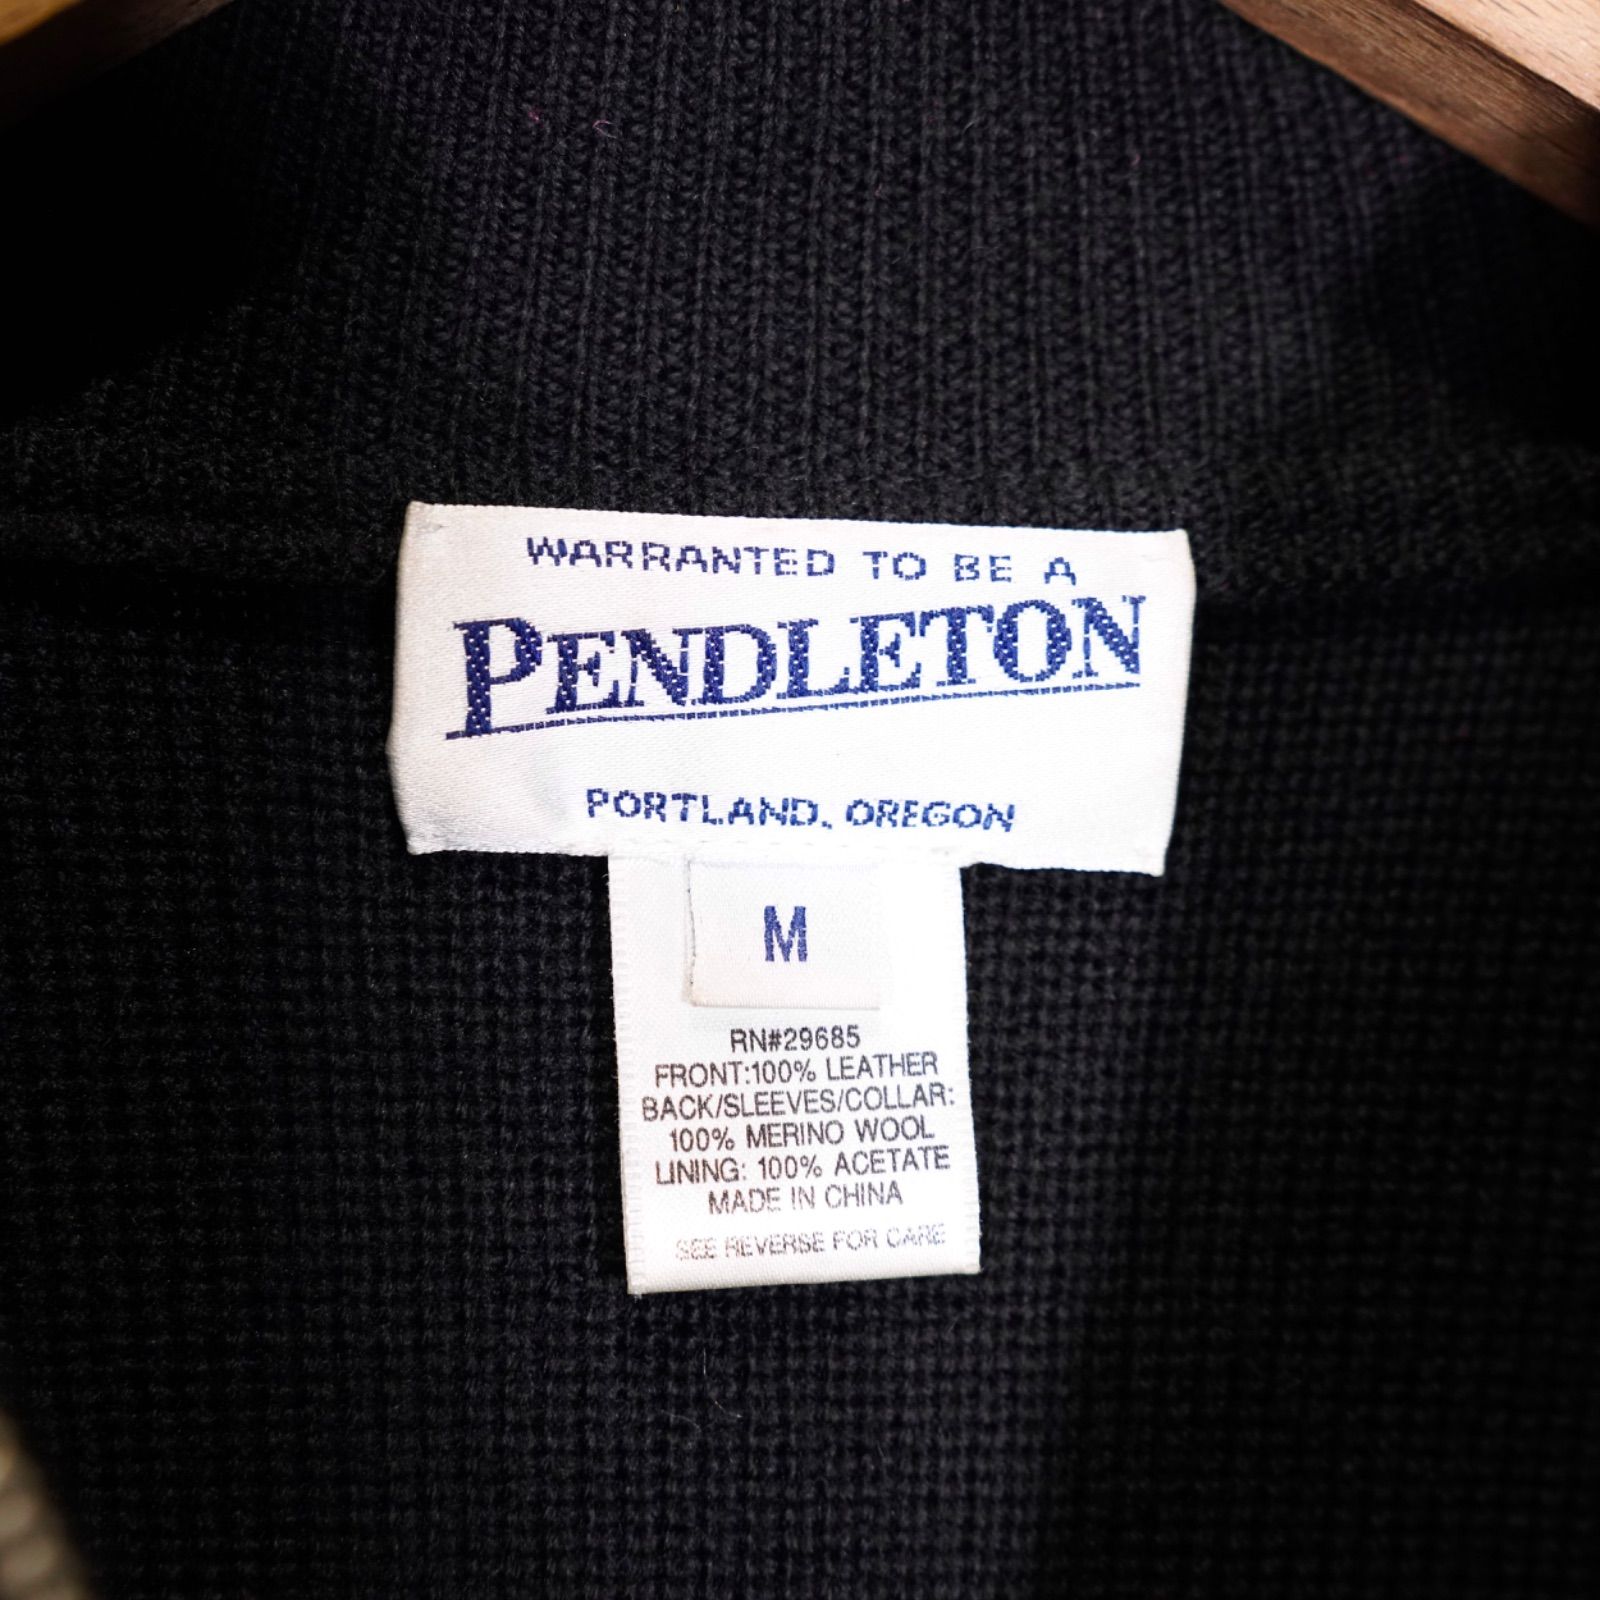 WARRANTED TO BE A
PENDLETON
PORTLAND, OREGON
M
RN#29685
FRONT:100% LEATHER
BACK/SLEEVES/COLLAR:
100% MERINO WOOL
LINING: 100% ACETATE
MADE IN CHINA
SEE REVERSE FOR CARE